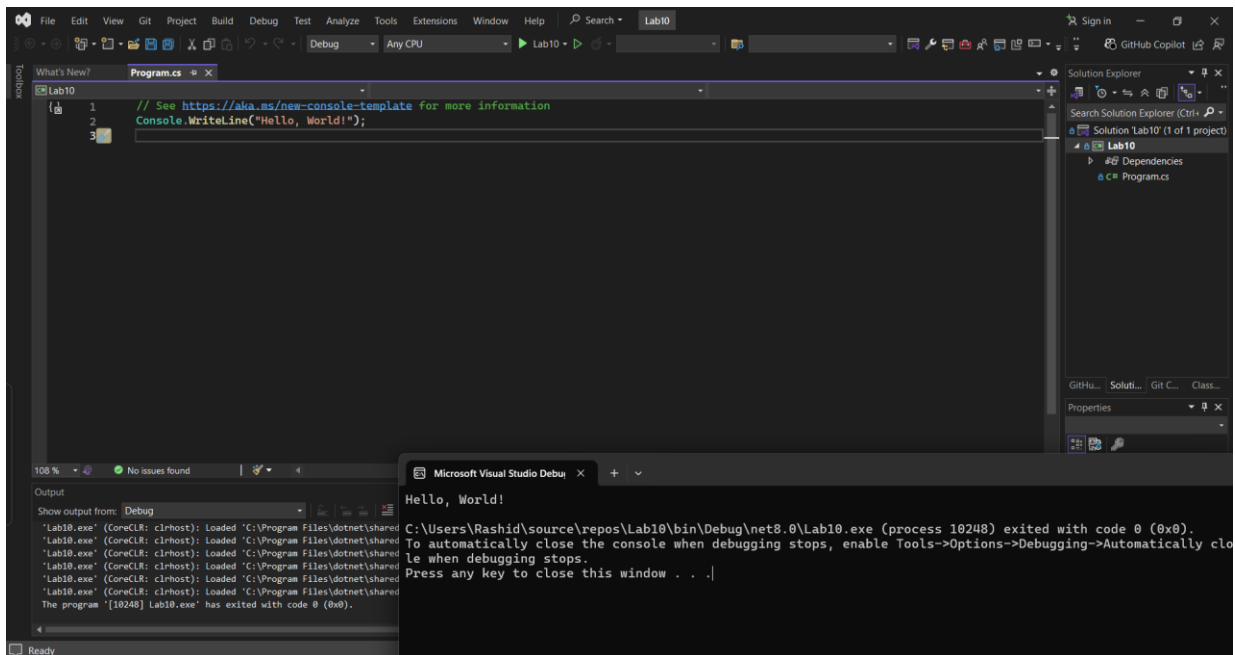 File Edit View Git Project Build Debug Test Analyze Tools Extensions Window Help Search Lab10 Sign in
Debug Any CPU Lab10 GitHub Copilot
Toolbox
What's New? Program.cs
Lab10
1 // See https://aka.ms/new-console-template for more information
2 Console.WriteLine("Hello, World!");
3
108 % No issues found
Output
Show output from: Debug
'Lab10.exe' (CoreCLR: clrhost): Loaded 'C:\Program Files\dotnet\shared
'Lab10.exe' (CoreCLR: clrhost): Loaded 'C:\Program Files\dotnet\shared
'Lab10.exe' (CoreCLR: clrhost): Loaded 'C:\Program Files\dotnet\shared
'Lab10.exe' (CoreCLR: clrhost): Loaded 'C:\Program Files\dotnet\shared
'Lab10.exe' (CoreCLR: clrhost): Loaded 'C:\Program Files\dotnet\shared
'Lab10.exe' (CoreCLR: clrhost): Loaded 'C:\Program Files\dotnet\shared
The program '[10248] Lab10.exe' has exited with code 0 (0x0).
Ready
Solution Explorer
Search Solution Explorer (Ctrl+
Solution 'Lab10' (1 of 1 project)
Lab10
Dependencies
C# Program.cs
GitHu... Soluti... Git C... Class...
Properties
Microsoft Visual Studio Debu
Hello, World!
C:\Users\Rashid\source\repos\Lab10\bin\Debug\net8.0\Lab10.exe (process 10248) exited with code 0 (0x0).
To automatically close the console when debugging stops, enable Tools->Options->Debugging->Automatically clo
le when debugging stops.
Press any key to close this window . . .